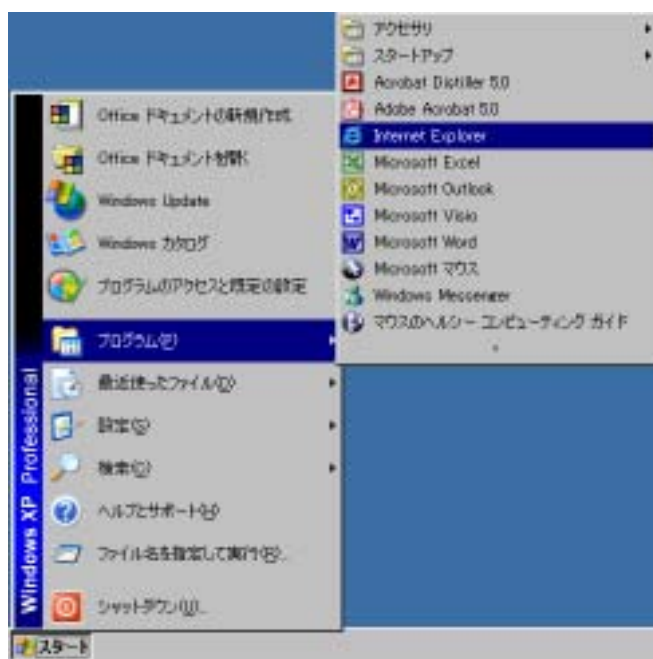 アクセサリ
スタートアップ
Acrobat Distiller 5.0
Adobe Acrobat 5.0
Internet Explorer
Microsoft Excel
Microsoft Outlook
Microsoft Visio
Microsoft Word
Microsoft マウス
Windows Messenger
マウスのヘルシー コンピューティング ガイド
Office ドキュメントの新規作成
Office ドキュメントを開く
Windows Update
Windows カタログ
プログラムのアクセスと既定の設定
プログラム(P)
最近使ったファイル(D)
設定(S)
検索(C)
ヘルプとサポート(H)
ファイル名を指定して実行(R)...
シャットダウン(U)...
Windows XP Professional
スタート